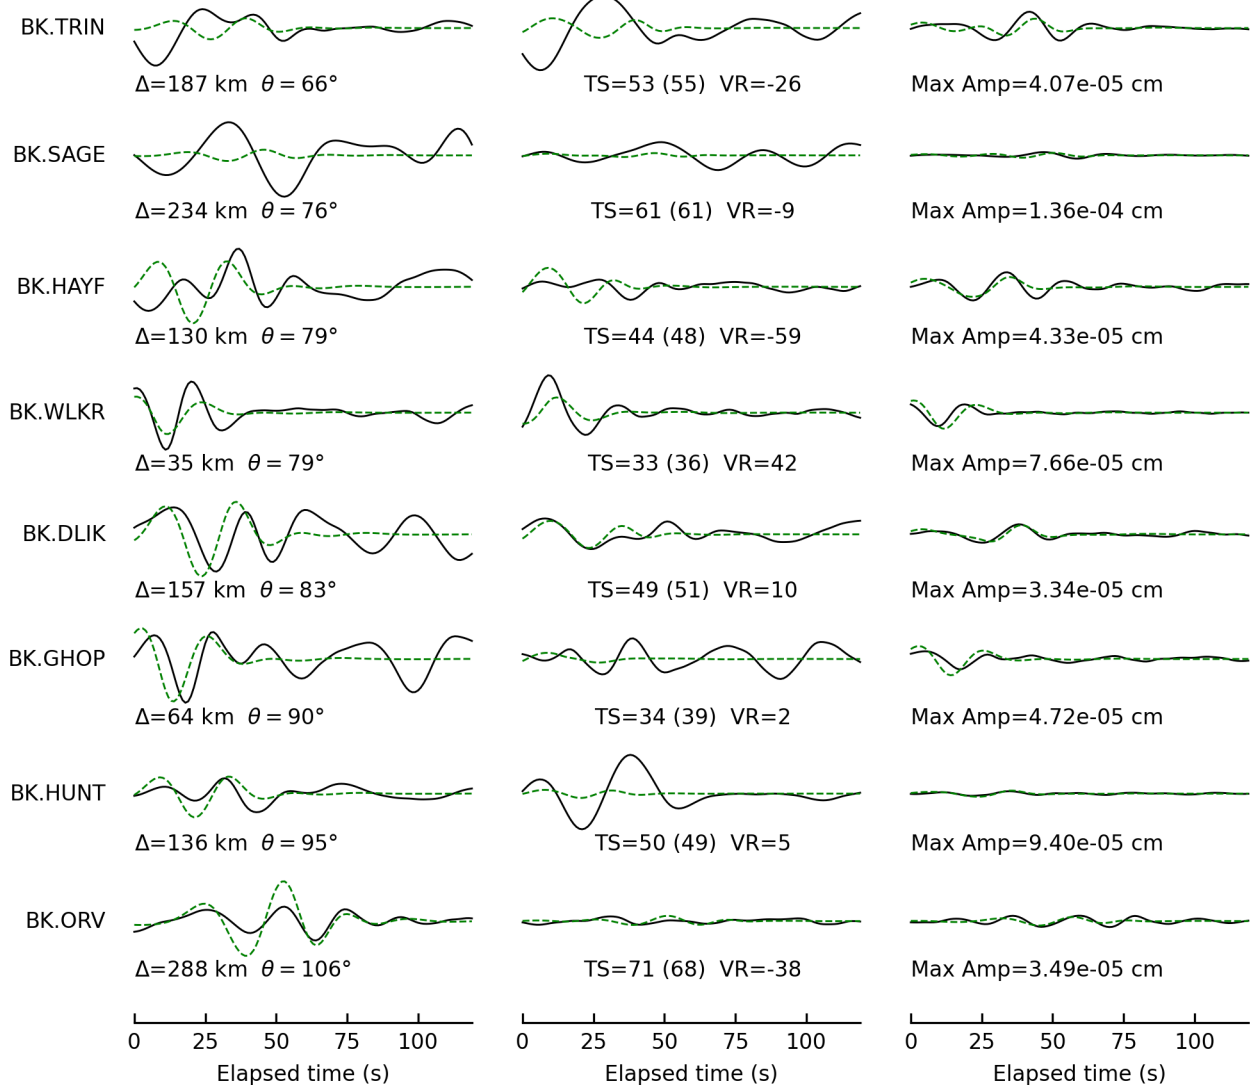 BK.TRIN
Δ=187 km θ = 66° TS=53 (55) VR=-26 Max Amp=4.07e-05 cm
BK.SAGE
Δ=234 km θ = 76° TS=61 (61) VR=-9 Max Amp=1.36e-04 cm
BK.HAYF
Δ=130 km θ = 79° TS=44 (48) VR=-59 Max Amp=4.33e-05 cm
BK.WLKR
Δ=35 km θ = 79° TS=33 (36) VR=42 Max Amp=7.66e-05 cm
BK.DLIK
Δ=157 km θ = 83° TS=49 (51) VR=10 Max Amp=3.34e-05 cm
BK.GHOP
Δ=64 km θ = 90° TS=34 (39) VR=2 Max Amp=4.72e-05 cm
BK.HUNT
Δ=136 km θ = 95° TS=50 (49) VR=5 Max Amp=9.40e-05 cm
BK.ORV
Δ=288 km θ = 106° TS=71 (68) VR=-38 Max Amp=3.49e-05 cm
0 25 50 75 100 0 25 50 75 100 0 25 50 75 100
Elapsed time (s) Elapsed time (s) Elapsed time (s)